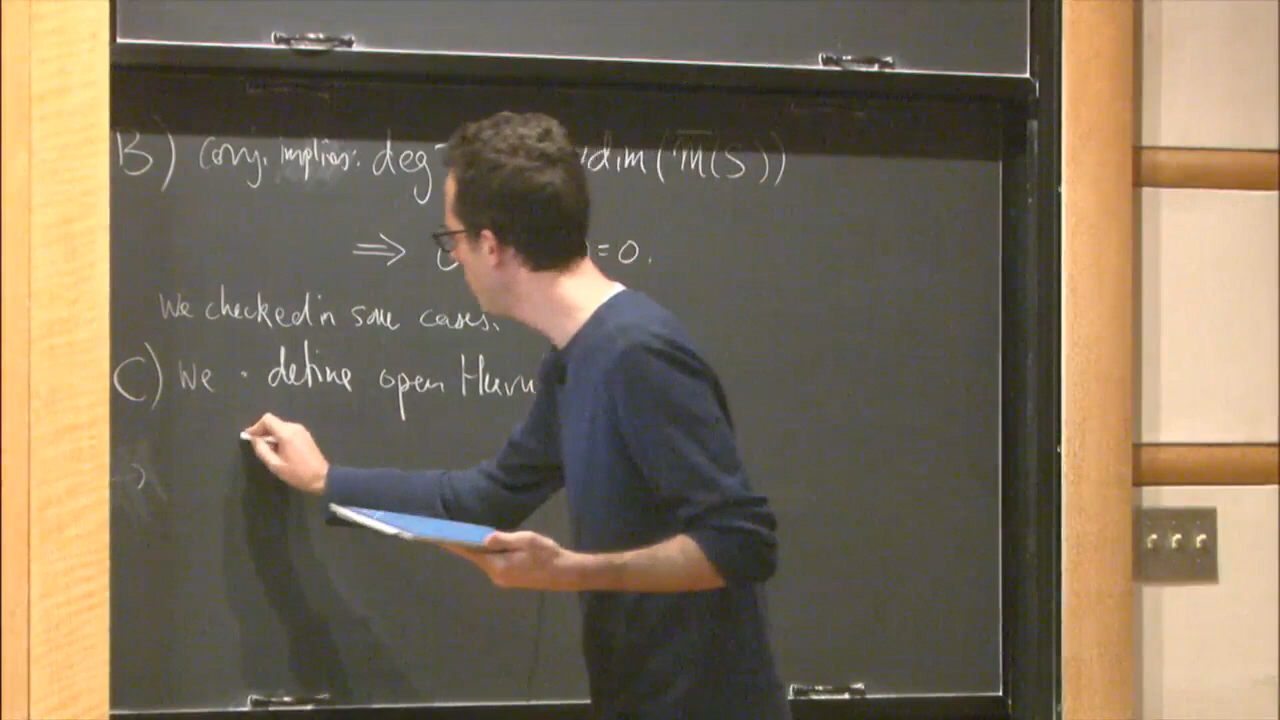 B) Conj. implies: deg dim(m̅(S))
⇒ =0.
We checked in some cases.
C) We · define open Hurw